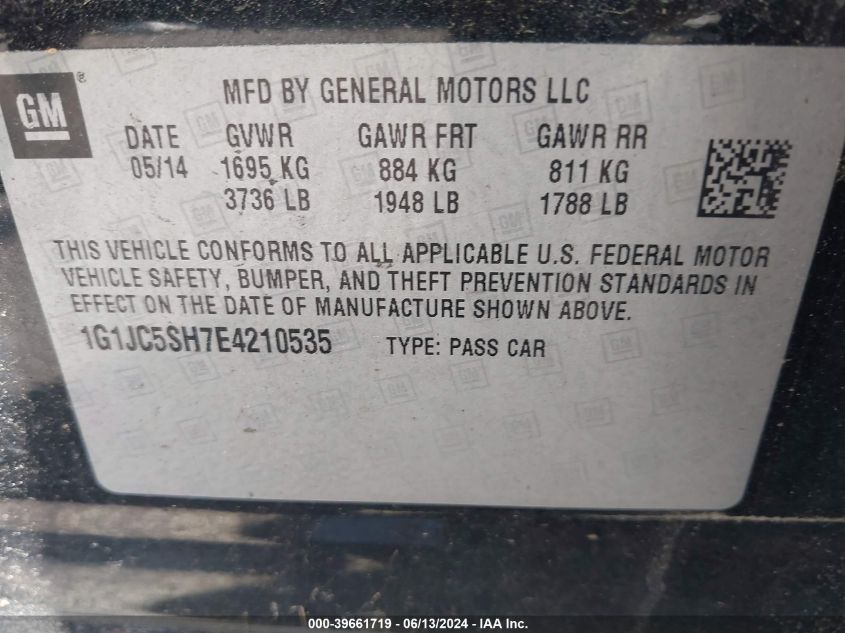 GM ®
MFD BY GENERAL MOTORS LLC
DATE GVWR GAWR FRT GAWR RR
05/14 1695 KG 884 KG 811 KG
3736 LB 1948 LB 1788 LB
THIS VEHICLE CONFORMS TO ALL APPLICABLE U.S. FEDERAL MOTOR
VEHICLE SAFETY, BUMPER, AND THEFT PREVENTION STANDARDS IN
EFFECT ON THE DATE OF MANUFACTURE SHOWN ABOVE.
1G1JC5SH7E4210535 TYPE: PASS CAR
000-39661719 - 06/13/2024 - IAA Inc.